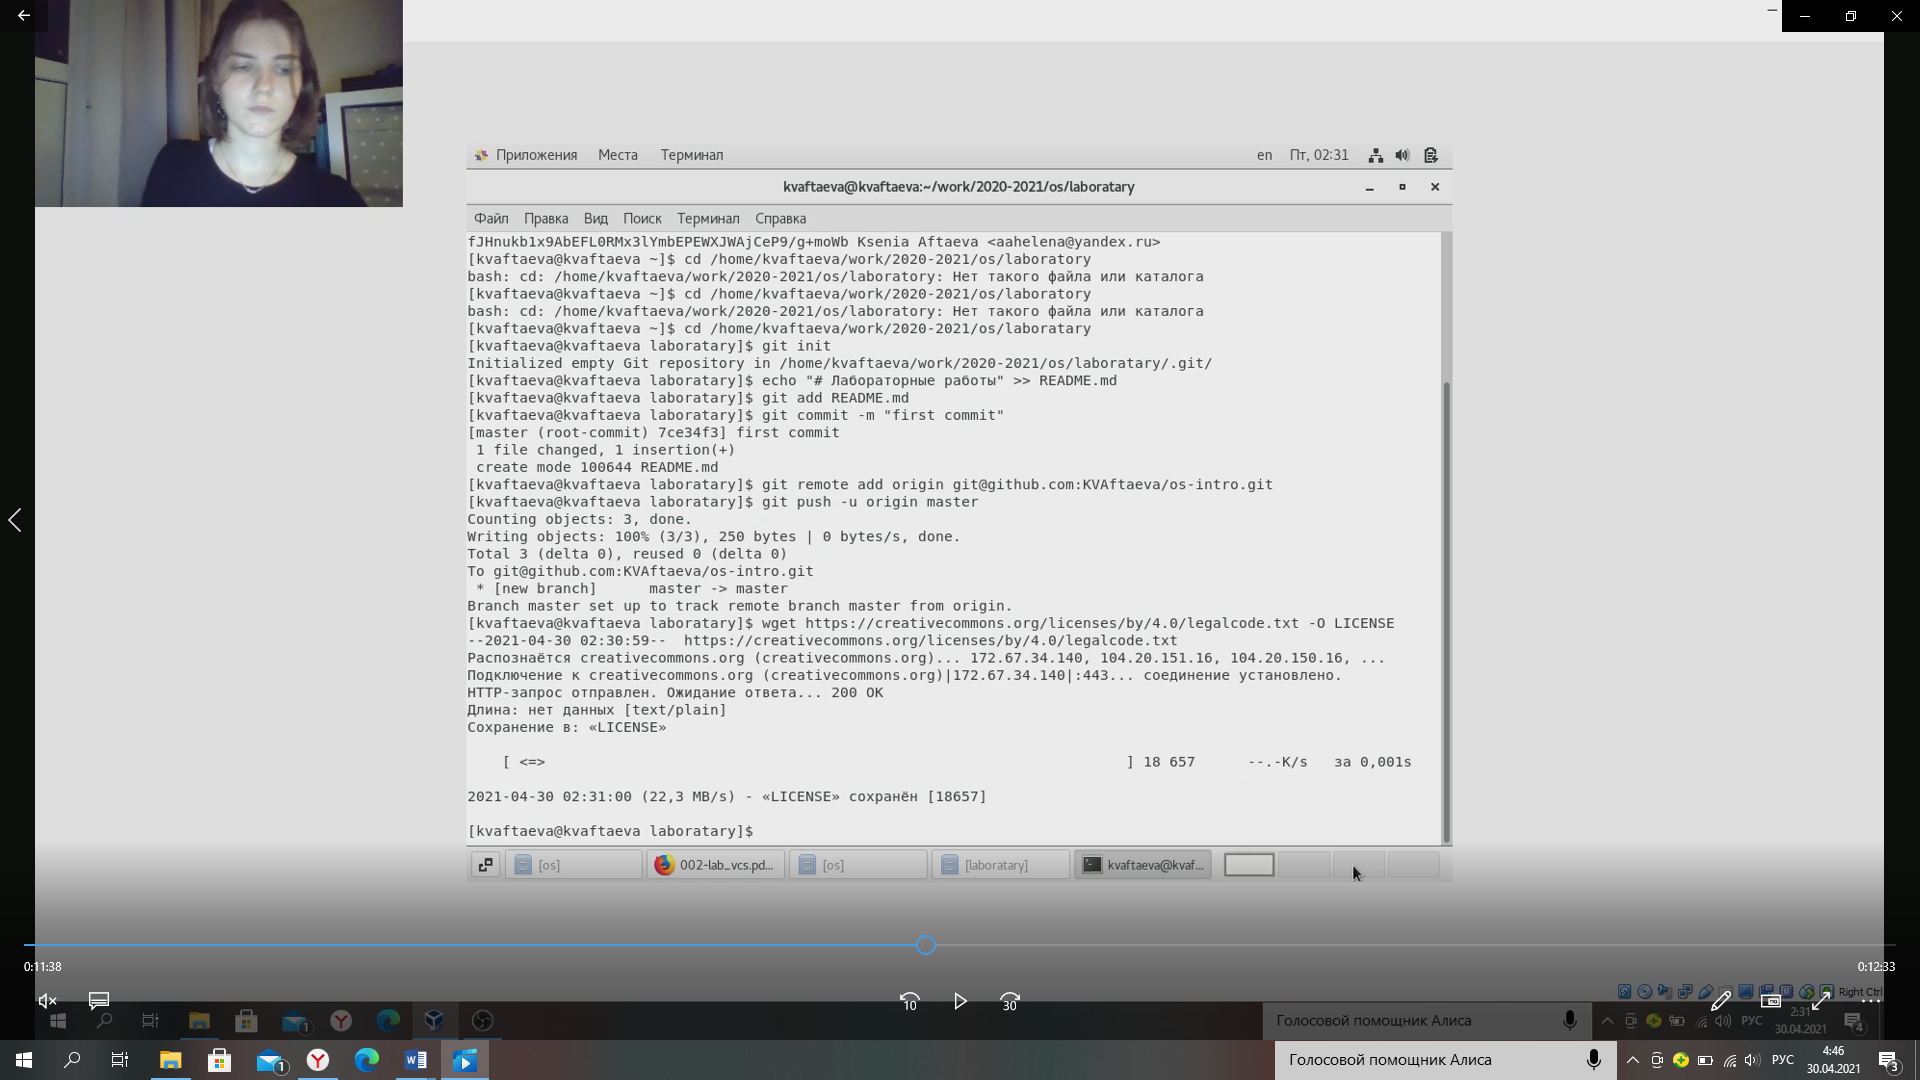 Приложения Места Терминал en Пт, 02:31
kvaftaeva@kvaftaeva:~/work/2020-2021/os/laboratary
Файл Правка Вид Поиск Терминал Справка
fJHnukb1x9AbEFL0RMx3lYmbEPEWXJWAjCeP9/g+moWb Ksenia Aftaeva <aahelena@yandex.ru>
[kvaftaeva@kvaftaeva ~]$ cd /home/kvaftaeva/work/2020-2021/os/laboratory
bash: cd: /home/kvaftaeva/work/2020-2021/os/laboratory: Нет такого файла или каталога
[kvaftaeva@kvaftaeva ~]$ cd /home/kvaftaeva/work/2020-2021/os/laboratory
bash: cd: /home/kvaftaeva/work/2020-2021/os/laboratory: Нет такого файла или каталога
[kvaftaeva@kvaftaeva ~]$ cd /home/kvaftaeva/work/2020-2021/os/laboratary
[kvaftaeva@kvaftaeva laboratary]$ git init
Initialized empty Git repository in /home/kvaftaeva/work/2020-2021/os/laboratary/.git/
[kvaftaeva@kvaftaeva laboratary]$ echo "# Лабораторные работы" >> README.md
[kvaftaeva@kvaftaeva laboratary]$ git add README.md
[kvaftaeva@kvaftaeva laboratary]$ git commit -m "first commit"
[master (root-commit) 7ce34f3] first commit
1 file changed, 1 insertion(+)
create mode 100644 README.md
[kvaftaeva@kvaftaeva laboratary]$ git remote add origin git@github.com:KVAftaeva/os-intro.git
[kvaftaeva@kvaftaeva laboratary]$ git push -u origin master
Counting objects: 3, done.
Writing objects: 100% (3/3), 250 bytes | 0 bytes/s, done.
Total 3 (delta 0), reused 0 (delta 0)
To git@github.com:KVAftaeva/os-intro.git
* [new branch]      master -> master
Branch master set up to track remote branch master from origin.
[kvaftaeva@kvaftaeva laboratary]$ wget https://creativecommons.org/licenses/by/4.0/legalcode.txt -O LICENSE
--2021-04-30 02:30:59--  https://creativecommons.org/licenses/by/4.0/legalcode.txt
Распознаётся creativecommons.org (creativecommons.org)... 172.67.34.140, 104.20.151.16, 104.20.150.16, ...
Подключение к creativecommons.org (creativecommons.org)|172.67.34.140|:443... соединение установлено.
HTTP-запрос отправлен. Ожидание ответа... 200 OK
Длина: нет данных [text/plain]
Сохранение в: «LICENSE»
[ <=> ] 18 657 --.-K/s за 0,001s
2021-04-30 02:31:00 (22,3 MB/s) - «LICENSE» сохранён [18657]
[kvaftaeva@kvaftaeva laboratary]$
[os] 002-lab_vcs.pd... [os] [laboratary] kvaftaeva@kvaf...
0:11:38 0:12:33
10 30
Right Ctrl
1 Голосовой помощник Алиса РУС 2:31
30.04.2021 4
1 Голосовой помощник Алиса РУС 4:46
30.04.2021 3